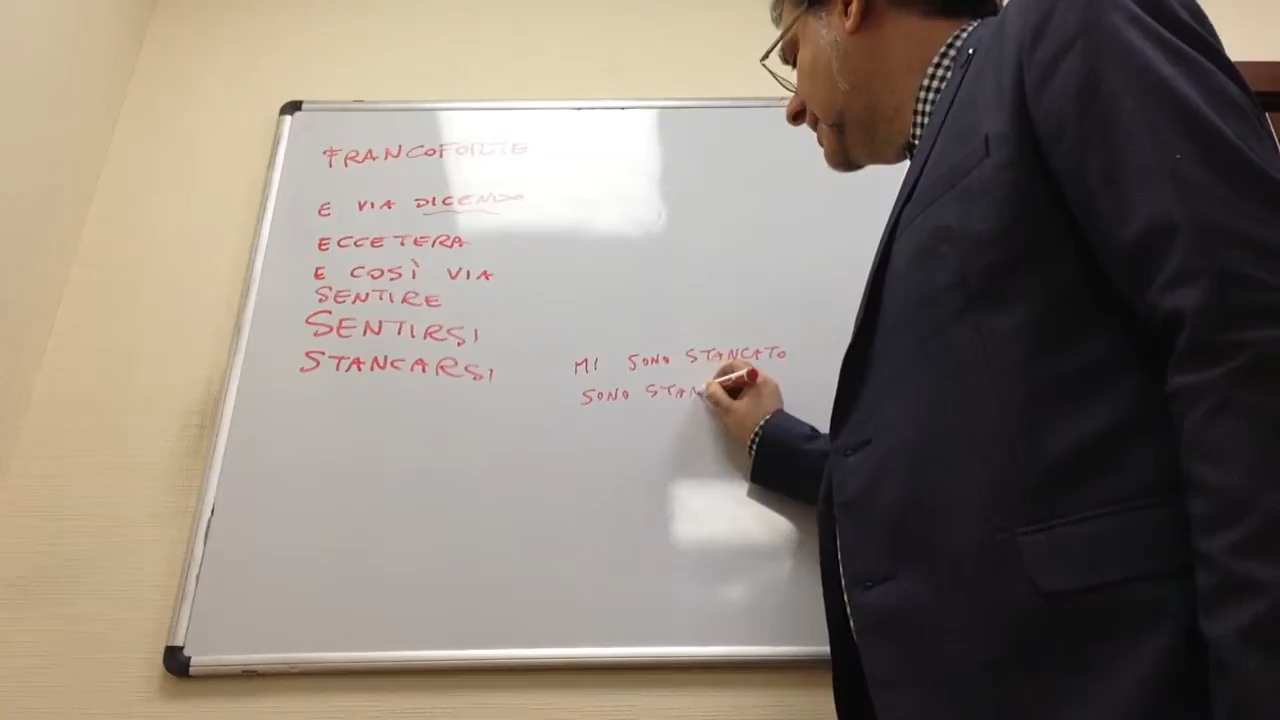 FRANCOFORTE
E VIA DICENDO
ECCETERA
E COSÌ VIA
SENTIRE
SENTIRSI
STANCARSI
MI SONO STANCATO
SONO STAN